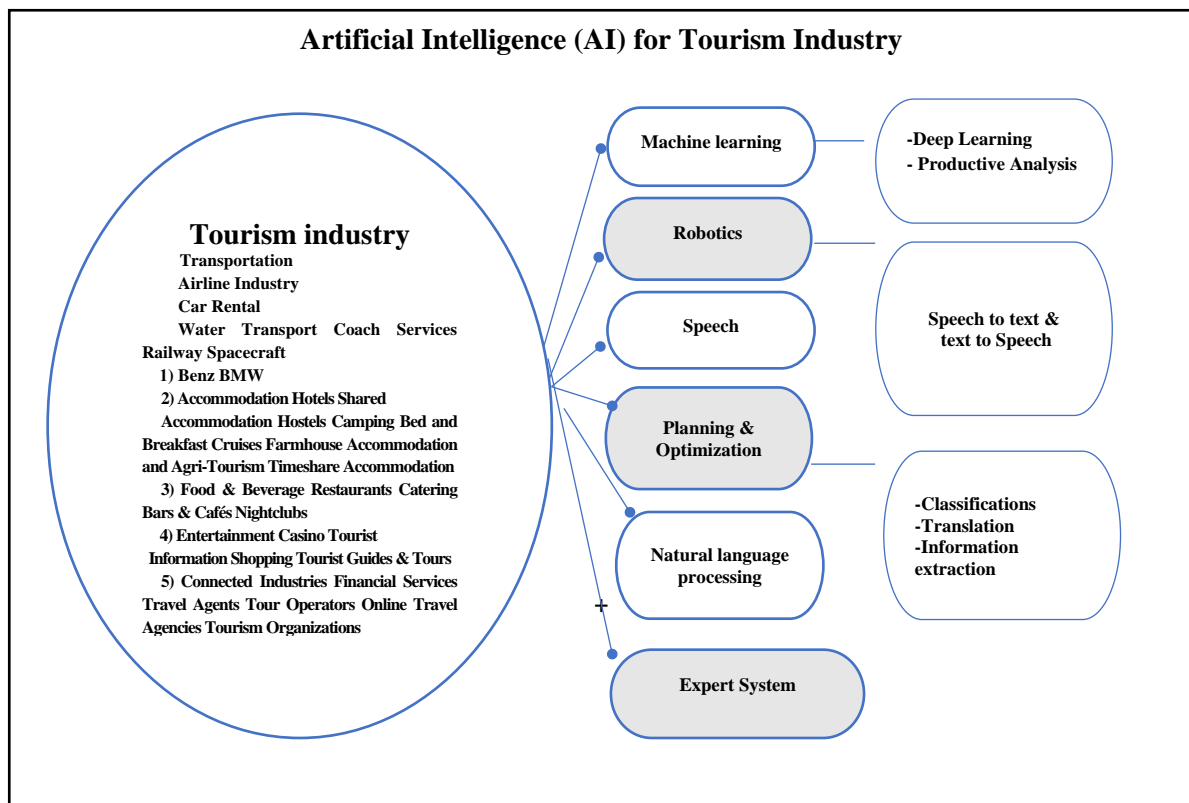 Artificial Intelligence (AI) for Tourism Industry
Tourism industry
Transportation
Airline Industry
Car Rental
Water Transport Coach Services
Railway Spacecraft
1) Benz BMW
2) Accommodation Hotels Shared
Accommodation Hostels Camping Bed and
Breakfast Cruises Farmhouse Accommodation
and Agri-Tourism Timeshare Accommodation
3) Food & Beverage Restaurants Catering
Bars & Cafés Nightclubs
4) Entertainment Casino Tourist
Information Shopping Tourist Guides & Tours
5) Connected Industries Financial Services
Travel Agents Tour Operators Online Travel
Agencies Tourism Organizations
Machine learning
Robotics
Speech
Planning &
Optimization
Natural language
processing
Expert System
-Deep Learning
- Productive Analysis
Speech to text &
text to Speech
-Classifications
-Translation
-Information
extraction